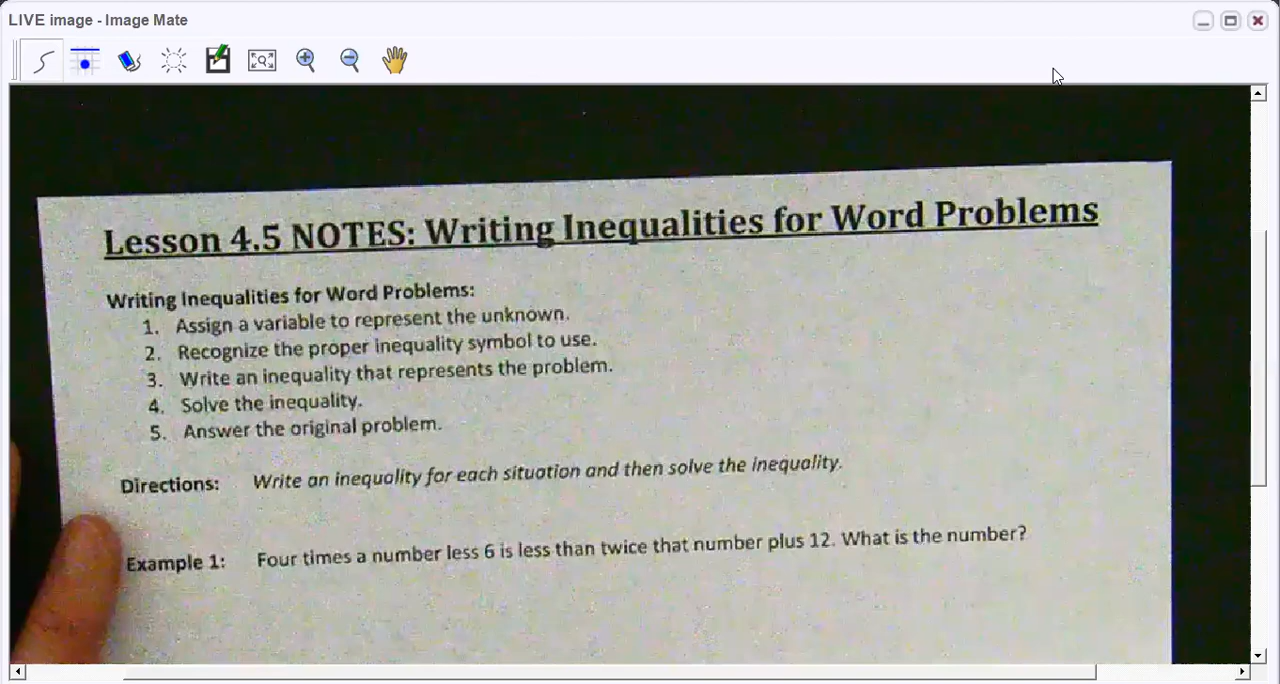 LIVE image - Image Mate
Lesson 4.5 NOTES: Writing Inequalities for Word Problems
Writing Inequalities for Word Problems:
1. Assign a variable to represent the unknown.
2. Recognize the proper inequality symbol to use.
3. Write an inequality that represents the problem.
4. Solve the inequality.
5. Answer the original problem.
Directions: Write an inequality for each situation and then solve the inequality.
Example 1: Four times a number less 6 is less than twice that number plus 12. What is the number?